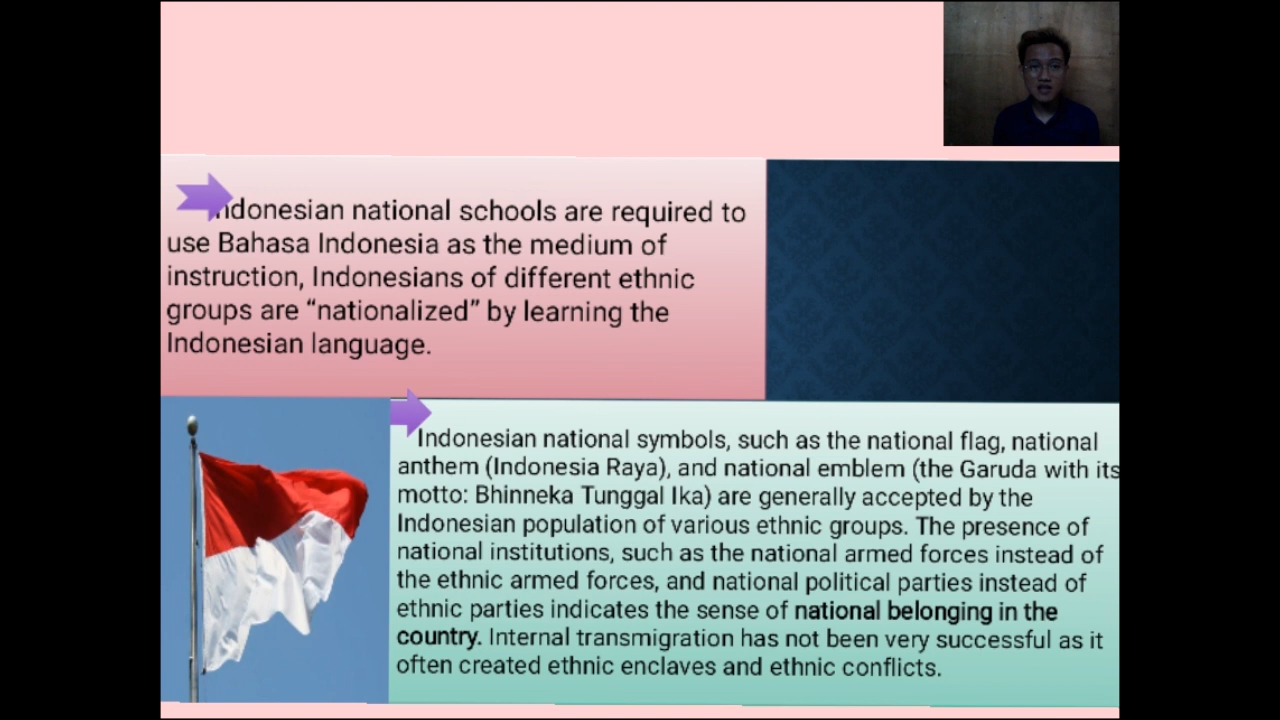 Indonesian national schools are required to
use Bahasa Indonesia as the medium of
instruction, Indonesians of different ethnic
groups are “nationalized” by learning the
Indonesian language.
Indonesian national symbols, such as the national flag, national
anthem (Indonesia Raya), and national emblem (the Garuda with its
motto: Bhinneka Tunggal Ika) are generally accepted by the
Indonesian population of various ethnic groups. The presence of
national institutions, such as the national armed forces instead of
the ethnic armed forces, and national political parties instead of
ethnic parties indicates the sense of national belonging in the
country. Internal transmigration has not been very successful as it
often created ethnic enclaves and ethnic conflicts.